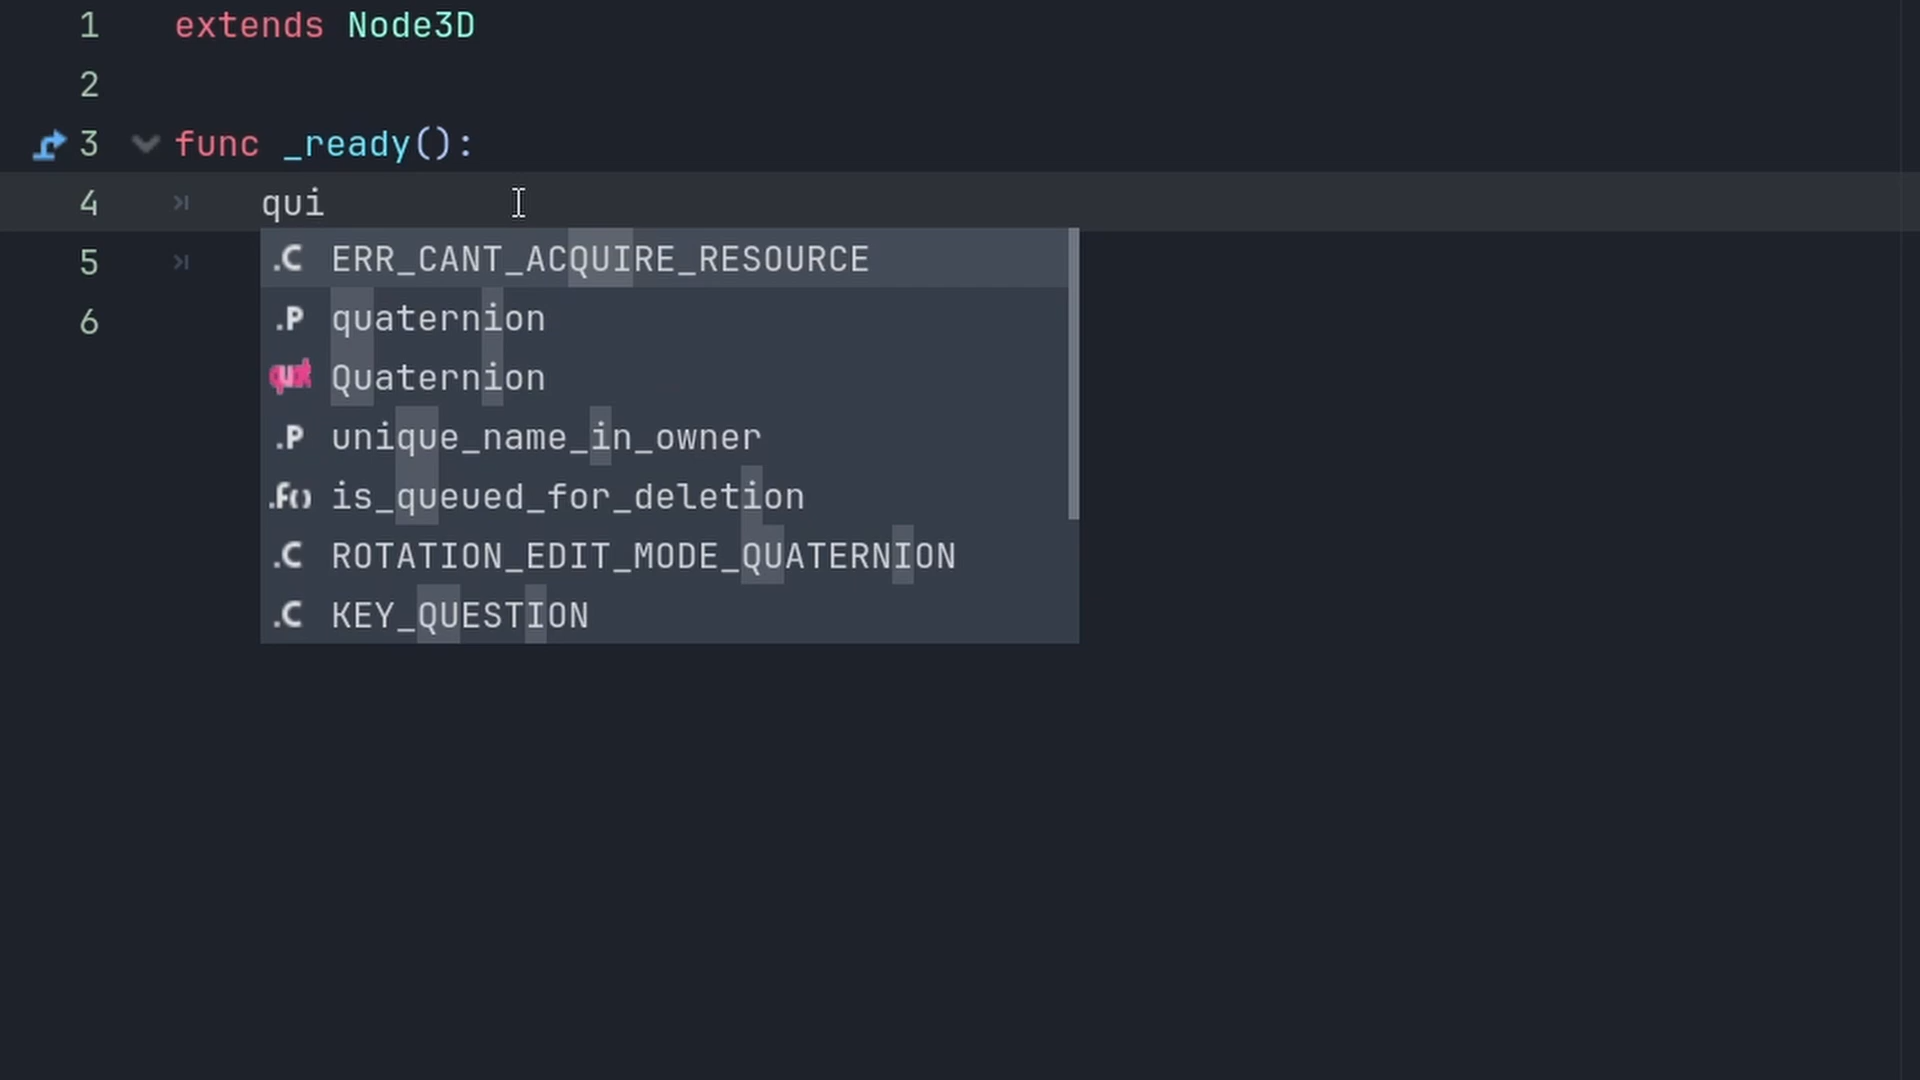 1 extends Node3D
2
3 func _ready():
4 qui
.C ERR_CANT_ACQUIRE_RESOURCE
5
.P quaternion
6
Quaternion
.P unique_name_in_owner
.F() is_queued_for_deletion
.C ROTATION_EDIT_MODE_QUATERNION
.C KEY_QUESTION